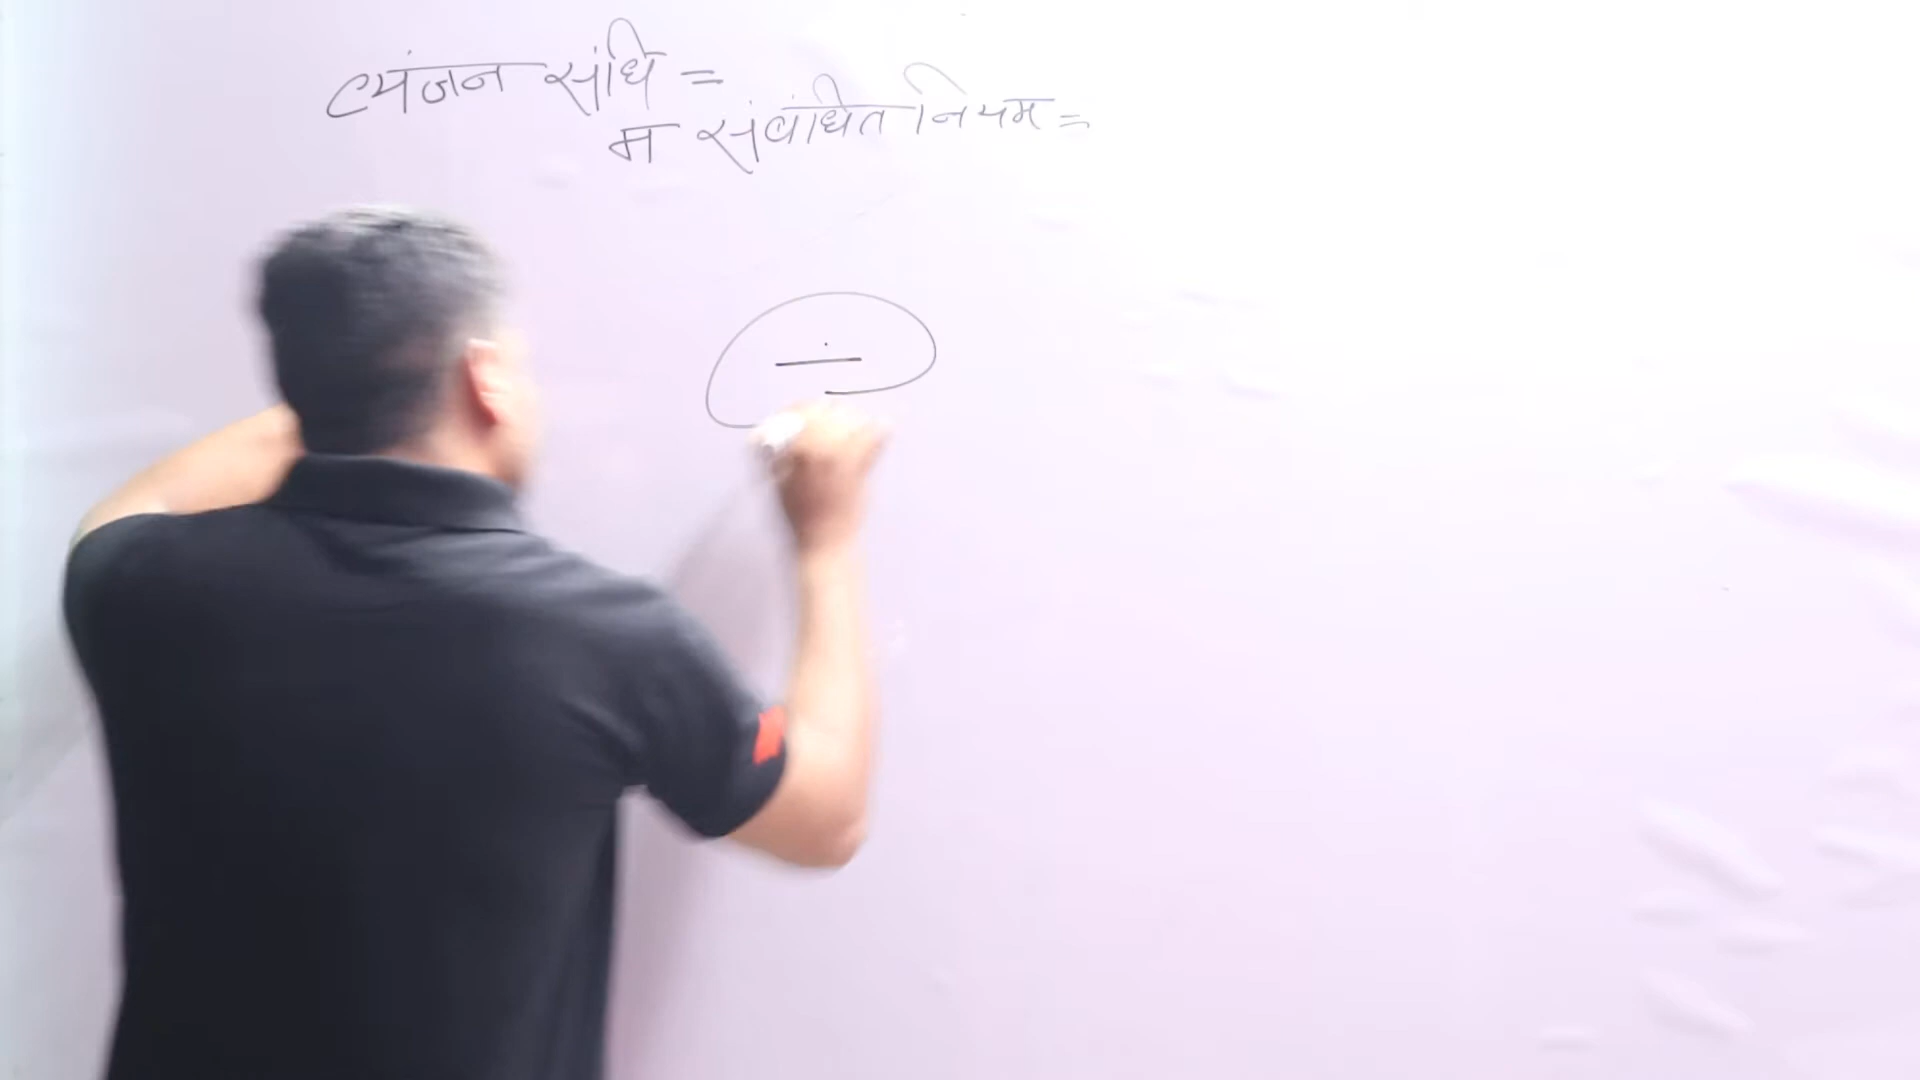 व्यंजन संधि =
म संबंधित नियम =